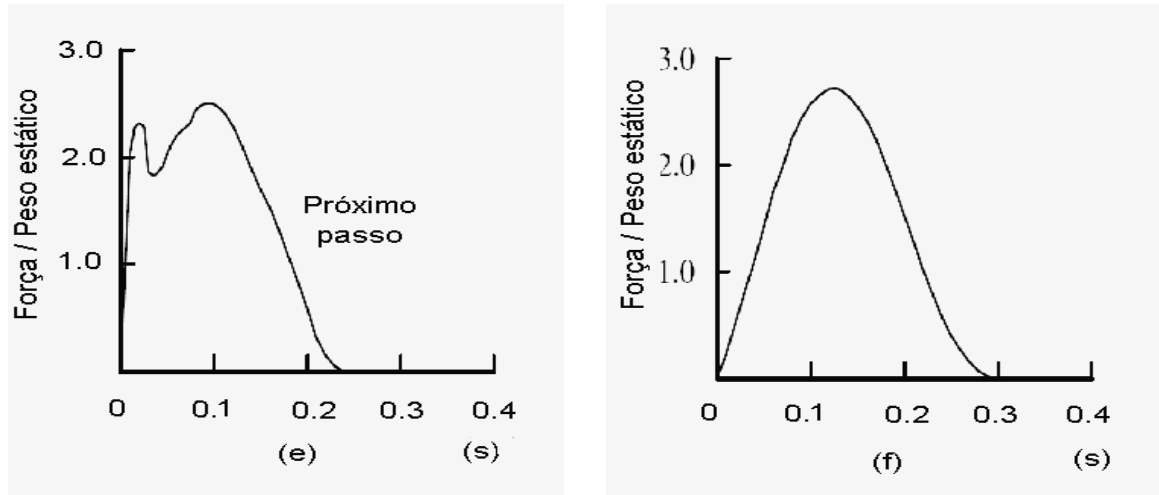 Força / Peso estático
3.0
2.0
1.0
Próximo
passo
0 0.1 0.2 0.3 0.4
(e) (s)
Força / Peso estático
3.0
2.0
1.0
0 0.1 0.2 0.3 0.4
(f) (s)